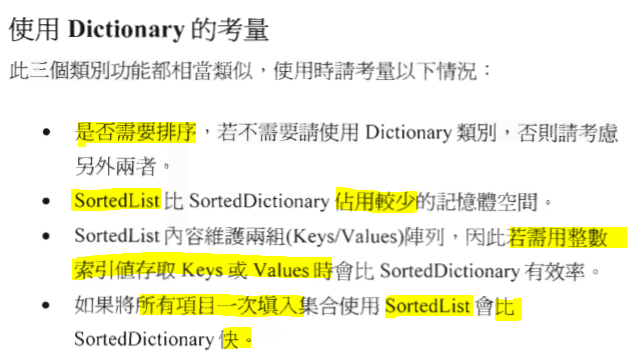 使用 Dictionary 的考量
此三個類別功能都相當類似，使用時請考量以下情況：
• 是否需要排序，若不需要請使用 Dictionary 類別，否則請考慮
另外兩者。
• SortedList 比 SortedDictionary 佔用較少的記憶體空間。
• SortedList 內容維護兩組(Keys/Values)陣列，因此若需用整數
索引值存取 Keys 或 Values 時會比 SortedDictionary 有效率。
• 如果將所有項目一次填入集合使用 SortedList 會比
SortedDictionary 快。